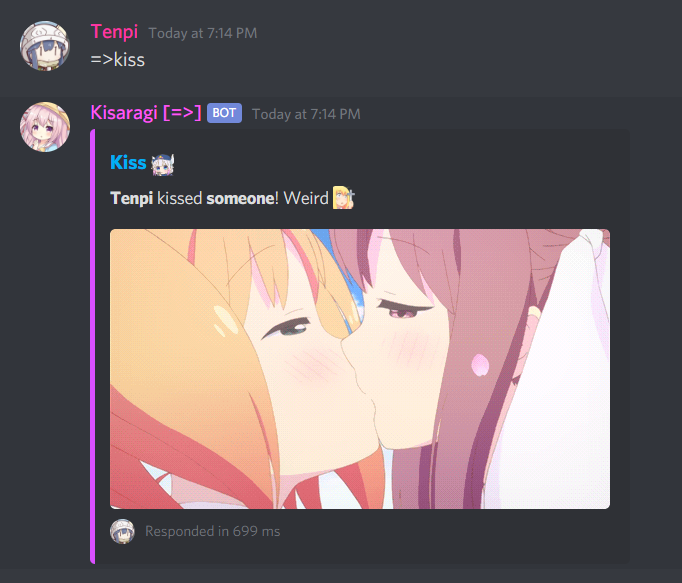 Tenpi Today at 7:14 PM
=>kiss
Kisaragi [=>] BOT Today at 7:14 PM
Kiss
Tenpi kissed someone! Weird
Responded in 699 ms